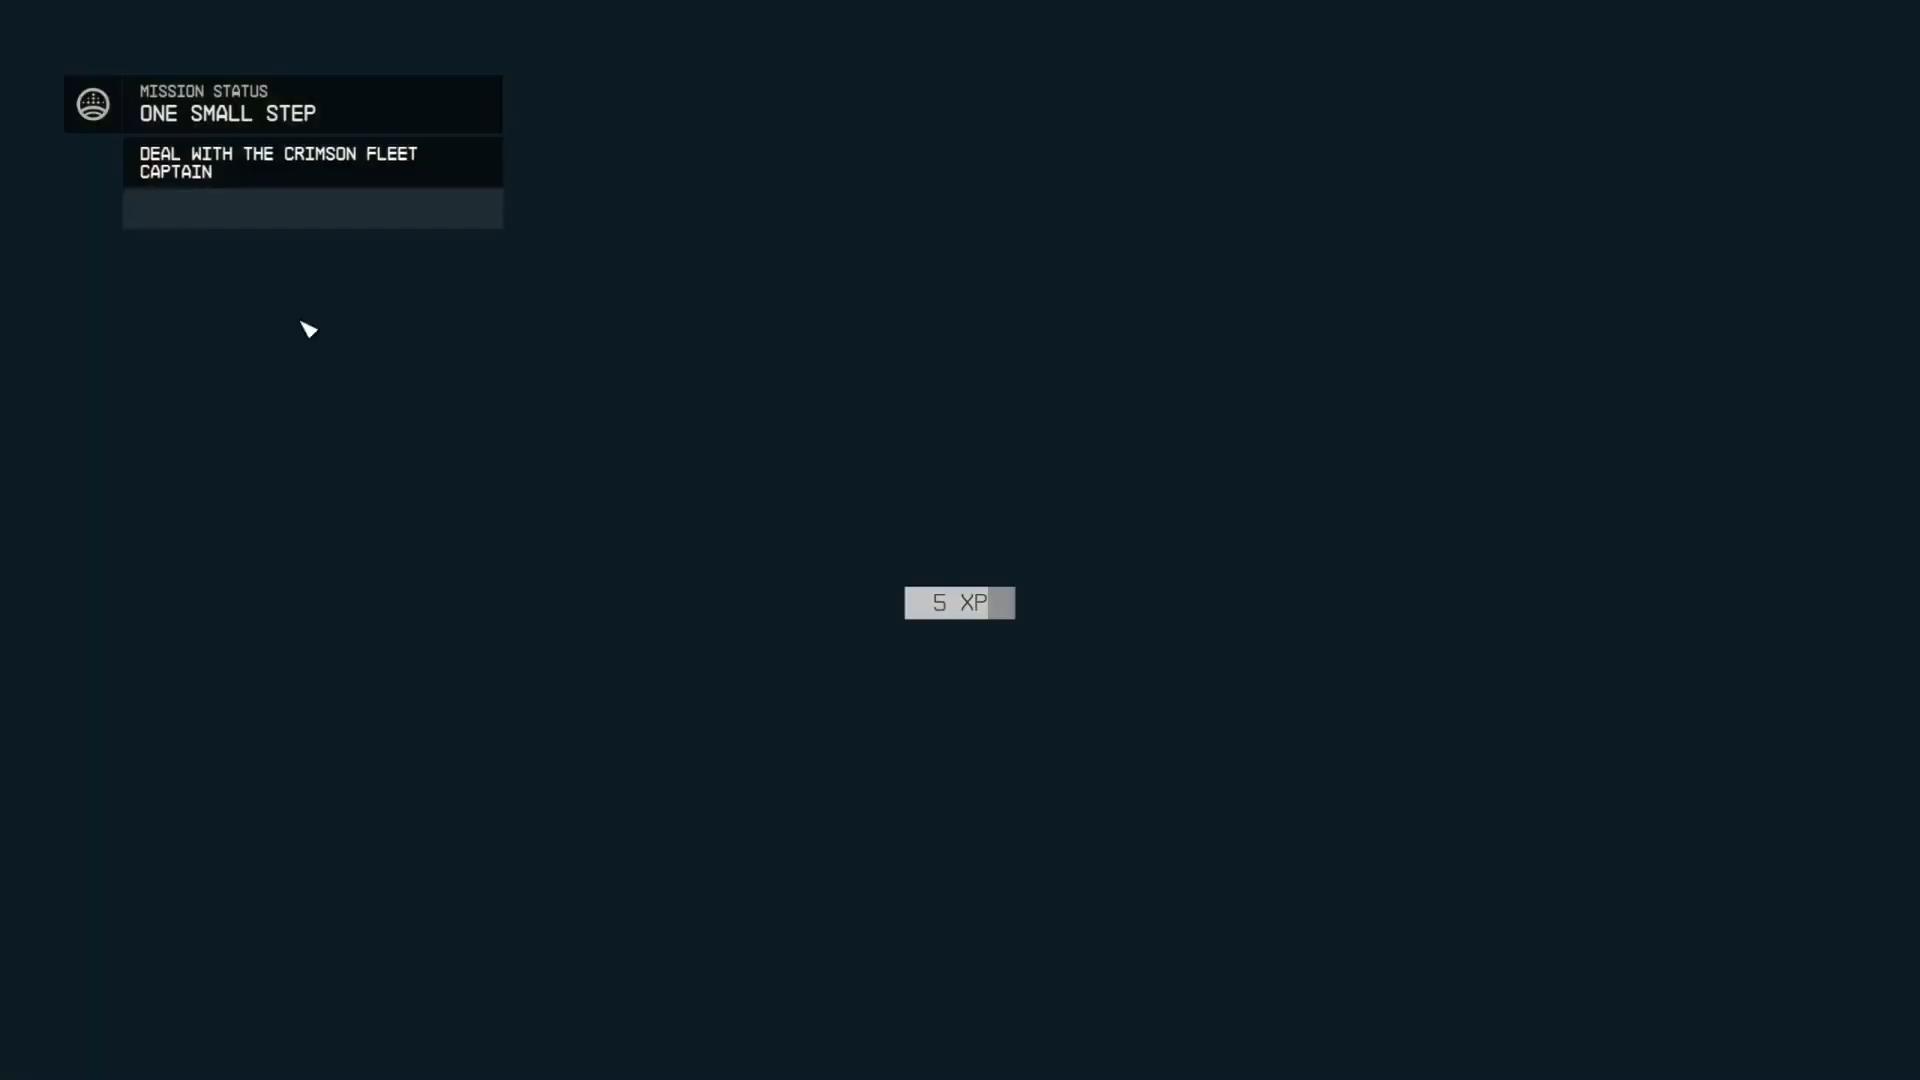 MISSION STATUS
ONE SMALL STEP
DEAL WITH THE CRIMSON FLEET
CAPTAIN
5 XP